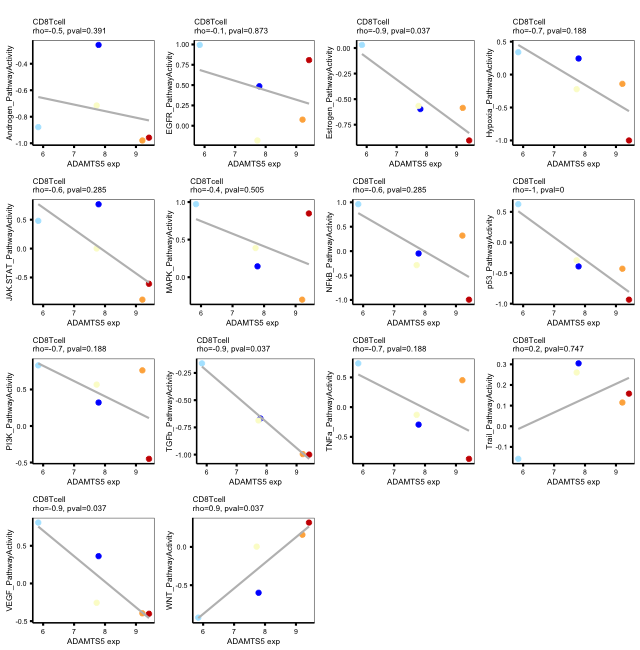 CD8Tcell
rho=-0.5, pval=0.391
Androgen_PathwayActivity
-0.4
-0.6
-0.8
-1.0
6 7 8 9
ADAMTS5 exp
CD8Tcell
rho=-0.1, pval=0.873
EGFR_PathwayActivity
1.00
0.75
0.50
0.25
0.00
6 7 8 9
ADAMTS5 exp
CD8Tcell
rho=-0.9, pval=0.037
Estrogen_PathwayActivity
0.00
-0.25
-0.50
-0.75
6 7 8 9
ADAMTS5 exp
CD8Tcell
rho=-0.7, pval=0.188
Hypoxia_PathwayActivity
0.5
0.0
-0.5
-1.0
6 7 8 9
ADAMTS5 exp
CD8Tcell
rho=-0.6, pval=0.285
JAK.STAT_PathwayActivity
0.5
0.0
-0.5
6 7 8 9
ADAMTS5 exp
CD8Tcell
rho=-0.4, pval=0.505
MAPK_PathwayActivity
1.0
0.5
0.0
6 7 8 9
ADAMTS5 exp
CD8Tcell
rho=-0.6, pval=0.285
NFkB_PathwayActivity
1.0
0.5
0.0
-0.5
-1.0
6 7 8 9
ADAMTS5 exp
CD8Tcell
rho=-1, pval=0
p53_PathwayActivity
0.5
0.0
-0.5
-1.0
6 7 8 9
ADAMTS5 exp
CD8Tcell
rho=-0.7, pval=0.188
PI3K_PathwayActivity
0.5
0.0
-0.5
6 7 8 9
ADAMTS5 exp
CD8Tcell
rho=-0.9, pval=0.037
TGFb_PathwayActivity
-0.25
-0.50
-0.75
-1.00
6 7 8 9
ADAMTS5 exp
CD8Tcell
rho=-0.7, pval=0.188
TNFa_PathwayActivity
0.5
0.0
-0.5
6 7 8 9
ADAMTS5 exp
CD8Tcell
rho=0.2, pval=0.747
Trail_PathwayActivity
0.3
0.2
0.1
0.0
-0.1
6 7 8 9
ADAMTS5 exp
CD8Tcell
rho=-0.9, pval=0.037
VEGF_PathwayActivity
0.5
0.0
-0.5
6 7 8 9
ADAMTS5 exp
CD8Tcell
rho=0.9, pval=0.037
WNT_PathwayActivity
0.0
-0.5
6 7 8 9
ADAMTS5 exp